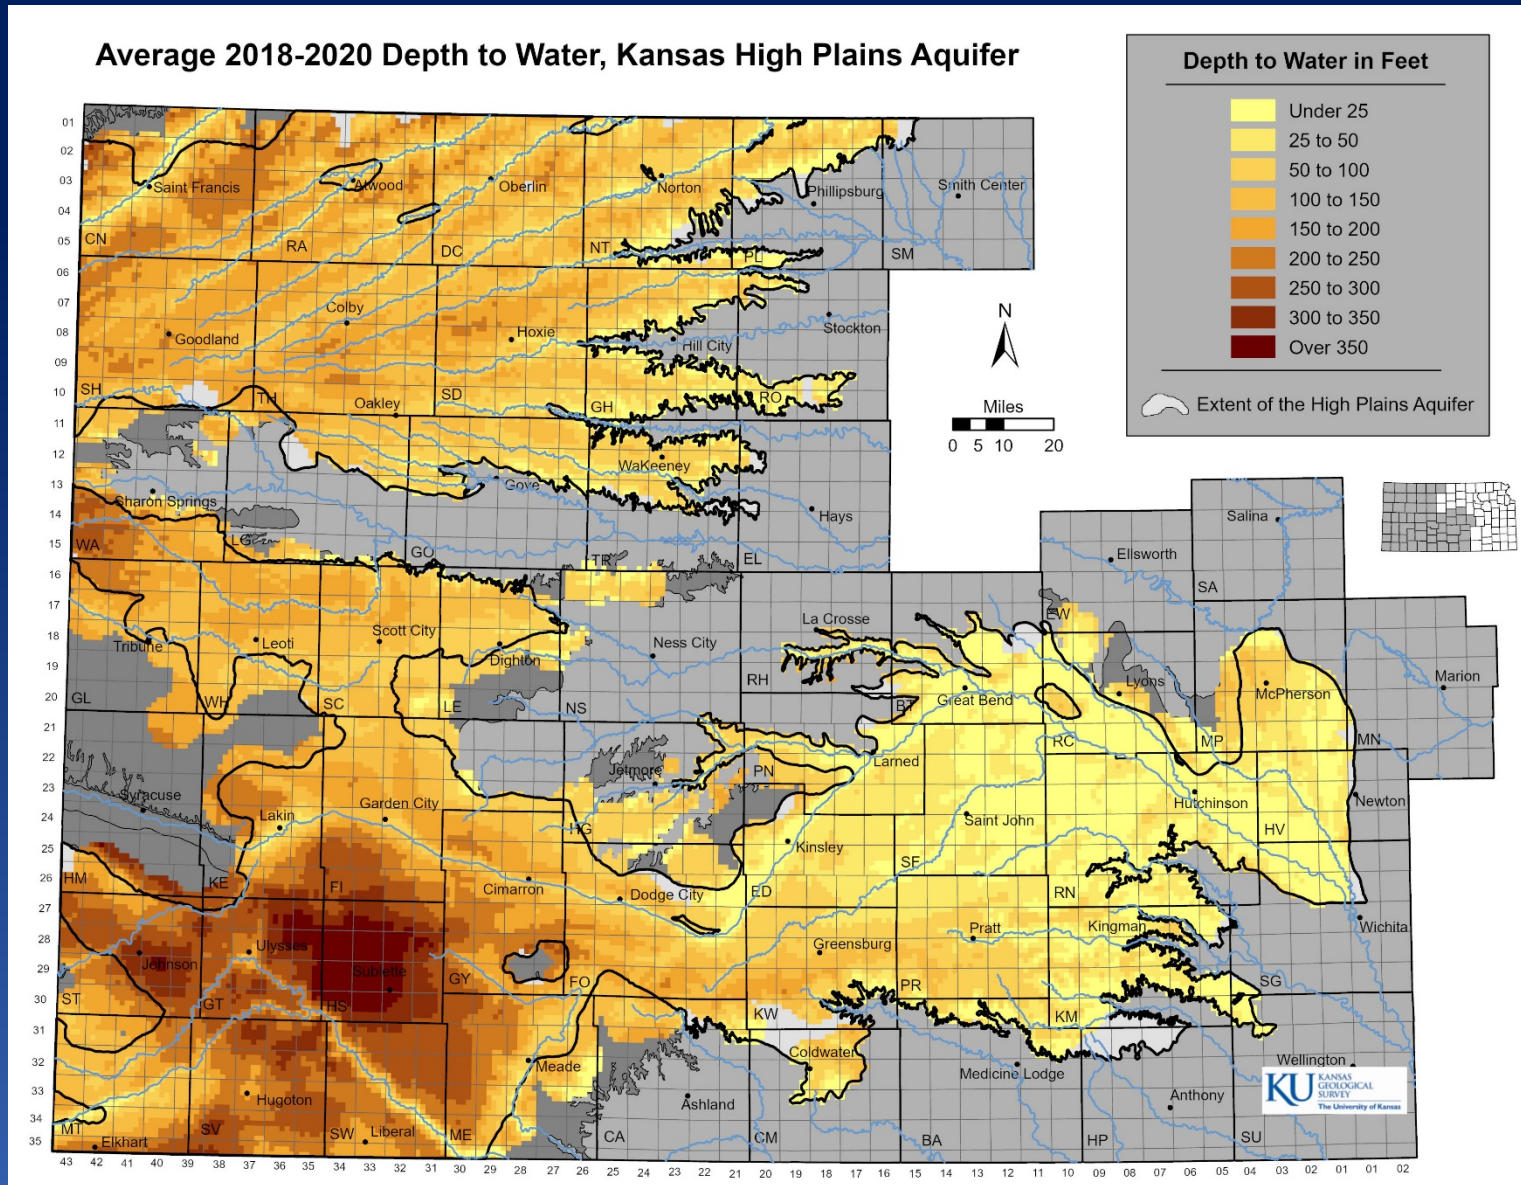 Average 2018-2020 Depth to Water, Kansas High Plains Aquifer
Depth to Water in Feet
Under 25
25 to 50
50 to 100
100 to 150
150 to 200
200 to 250
250 to 300
300 to 350
Over 350
Extent of the High Plains Aquifer
N
Miles
0 5 10 20
01
02
03
04
05
06
07
08
09
10
11
12
13
14
15
16
17
18
19
20
21
22
23
24
25
26
27
28
29
30
31
32
33
34
35
Saint Francis
Atwood
Oberlin
Norton
Phillipsburg
Smith Center
CN
RA
DC
NT
PL
SM
Goodland
Colby
Hoxie
Hill City
Stockton
SH
TH
Oakley
SD
GH
RO
Sharon Springs
Gove
WaKeeney
Hays
WA
LG
GO
TR
EL
Salina
Ellsworth
SA
EW
Tribune
Leoti
Scott City
Dighton
Ness City
La Crosse
Great Bend
Lyons
McPherson
Marion
GL
WH
SC
LE
NS
RH
BT
RC
MP
MN
Syracuse
Lakin
Garden City
Jetmore
PN
Larned
Hutchinson
Newton
HG
Saint John
HV
Kinsley
SF
HM
KE
FI
Cimarron
Dodge City
ED
RN
Johnson
Ulysses
Sublette
Greensburg
Pratt
Kingman
Wichita
ST
GT
HS
GY
FO
KW
PR
KM
SG
Coldwater
Meade
Medicine Lodge
Wellington
Hugoton
Ashland
Anthony
MT
Elkhart
SV
SW
Liberal
ME
CA
CM
BA
HP
SU
43 42 41 40 39 38 37 36 35 34 33 32 31 30 29 28 27 26 25 24 23 22 21 20 19 18 17 16 15 14 13 12 11 10 09 08 07 06 05 04 03 02 01 01 02
KU
KANSAS
GEOLOGICAL
SURVEY
The University of Kansas